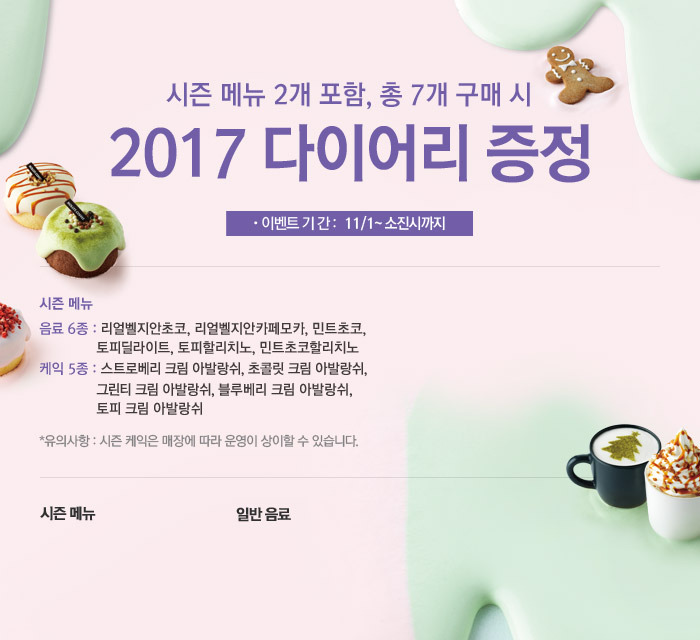 시즌 메뉴 2개 포함, 총 7개 구매 시
2017 다이어리 증정
· 이벤트 기간 : 11/1~ 소진시까지
시즌 메뉴
음료 6종 : 리얼벨지안초코, 리얼벨지안카페모카, 민트초코,
토피딜라이트, 토피할리치노, 민트초코할리치노
케익 5종 : 스트로베리 크림 아발랑쉬, 초콜릿 크림 아발랑쉬,
그린티 크림 아발랑쉬, 블루베리 크림 아발랑쉬,
토피 크림 아발랑쉬
*유의사항 : 시즌 케익은 매장에 따라 운영이 상이할 수 있습니다.
시즌 메뉴 일반 음료